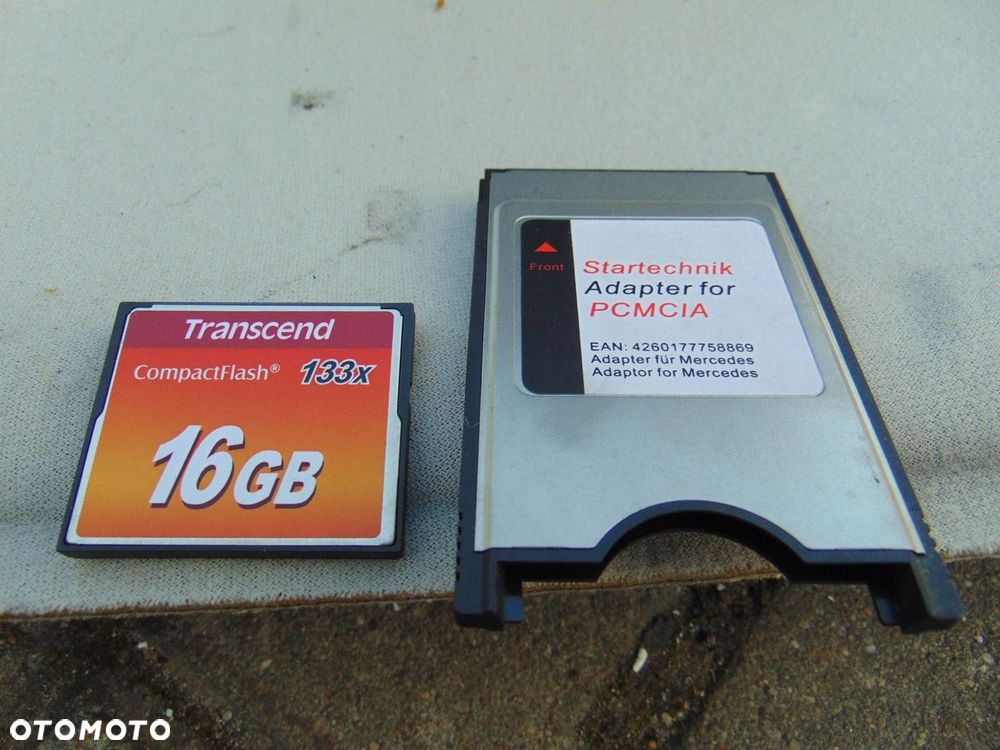 Transcend
CompactFlash® 133x
16GB
Front
Startechnik
Adapter for
PCMCIA
EAN: 4260177758869
Adapter für Mercedes
Adaptor for Mercedes
OTOMOTO